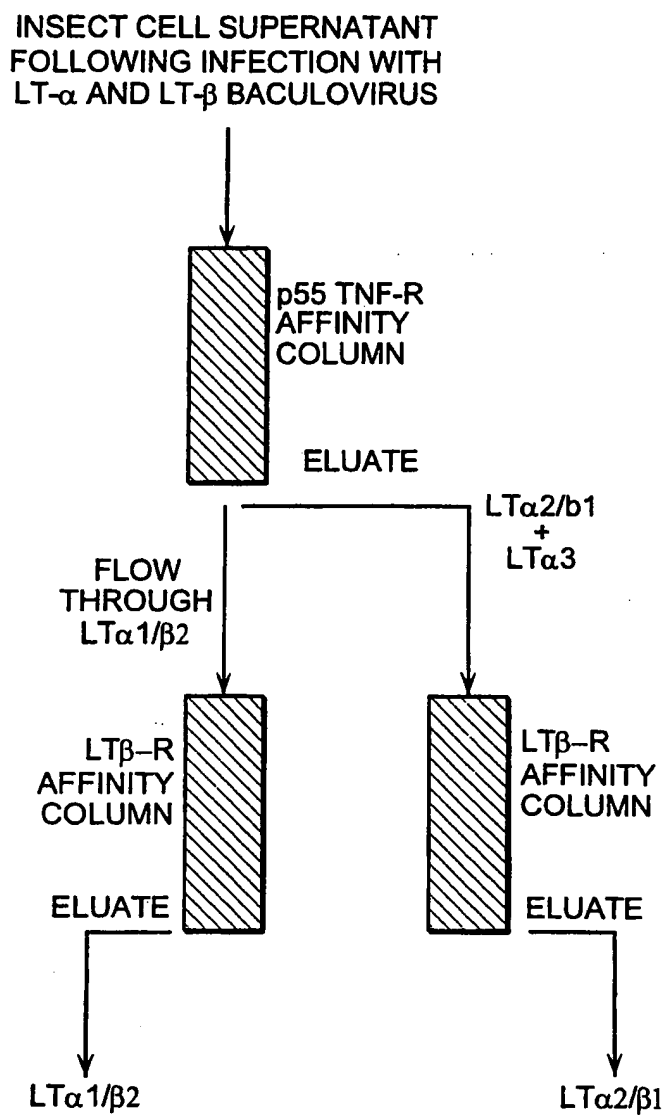 INSECT CELL SUPERNATANT
FOLLOWING INFECTION WITH
LT-α AND LT-β BACULOVIRUS
p55 TNF-R
AFFINITY
COLUMN
ELUATE
LTα2/b1
+
LTα3
FLOW
THROUGH
LTα1/β2
LTβ–R
AFFINITY
COLUMN
LTβ–R
AFFINITY
COLUMN
ELUATE
ELUATE
LTα1/β2
LTα2/β1